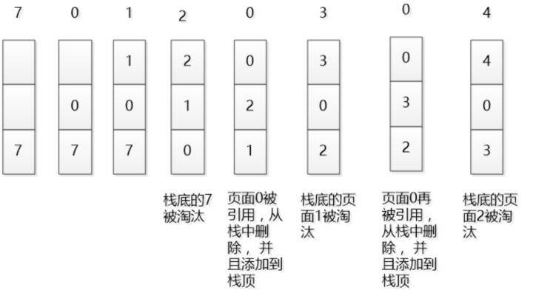 7 0 1 2 0 3 0 4
1 2 0 3 0 4
0 0 1 2 0 3 0
7 7 7 0 1 2 2 3
栈底的7
被淘汰
页面0被
引用，从
栈中删
除，并
且添加到
栈顶
栈底的页
面1被淘
汰
页面0再
被引用，
从栈中删
除，并
且添加到
栈顶
栈底的页
面2被淘
汰